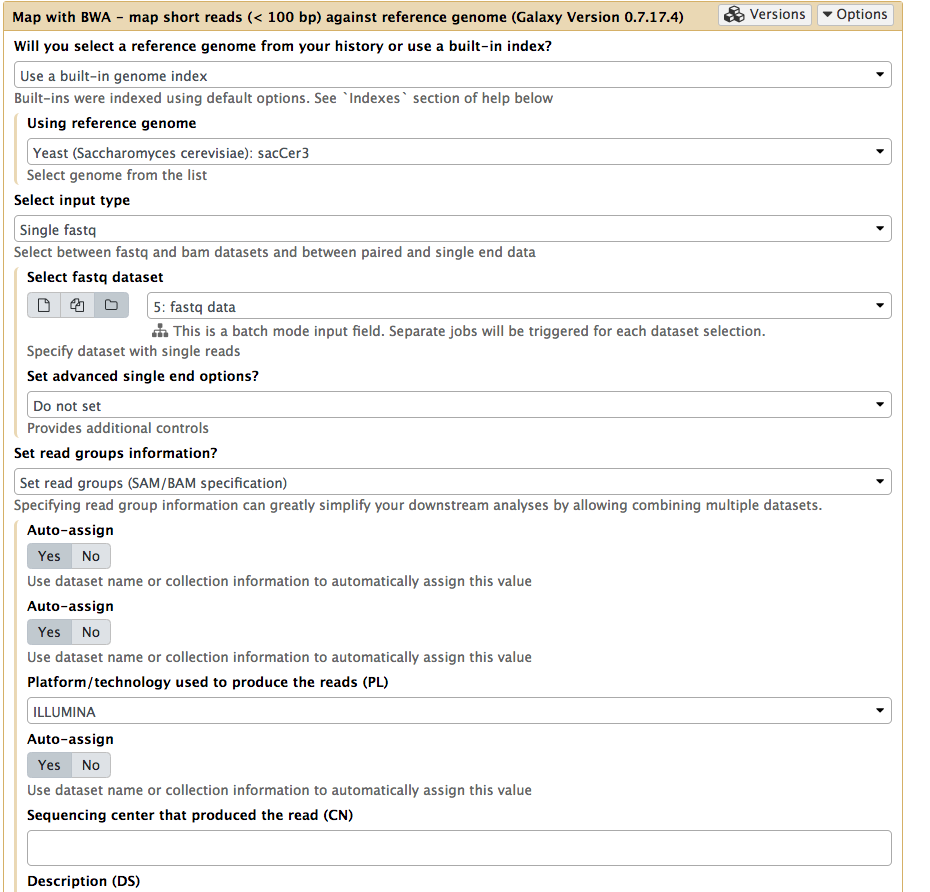 Map with BWA - map short reads (< 100 bp) against reference genome (Galaxy Version 0.7.17.4) Versions Options
Will you select a reference genome from your history or use a built-in index?
Use a built-in genome index
Built-ins were indexed using default options. See `Indexes` section of help below
Using reference genome
Yeast (Saccharomyces cerevisiae): sacCer3
Select genome from the list
Select input type
Single fastq
Select between fastq and bam datasets and between paired and single end data
Select fastq dataset
5: fastq data
This is a batch mode input field. Separate jobs will be triggered for each dataset selection.
Specify dataset with single reads
Set advanced single end options?
Do not set
Provides additional controls
Set read groups information?
Set read groups (SAM/BAM specification)
Specifying read group information can greatly simplify your downstream analyses by allowing combining multiple datasets.
Auto-assign
Yes No
Use dataset name or collection information to automatically assign this value
Auto-assign
Yes No
Use dataset name or collection information to automatically assign this value
Platform/technology used to produce the reads (PL)
ILLUMINA
Auto-assign
Yes No
Use dataset name or collection information to automatically assign this value
Sequencing center that produced the read (CN)
Description (DS)